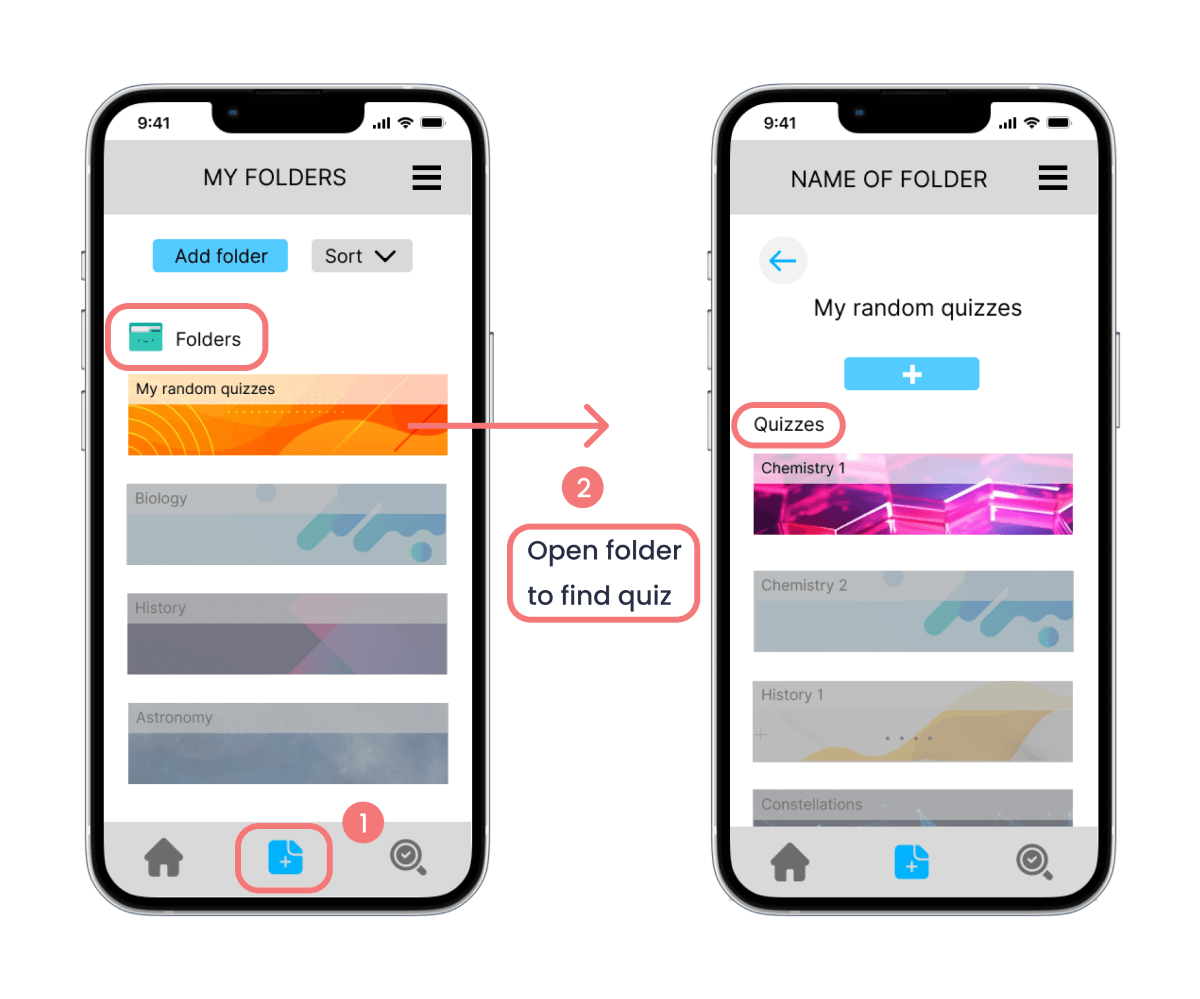 9:41
MY FOLDERS
Add folder
Sort
Folders
My random quizzes
Biology
History
Astronomy
1
2
Open folder
to find quiz
9:41
NAME OF FOLDER
My random quizzes
Quizzes
Chemistry 1
Chemistry 2
History 1
Constellations